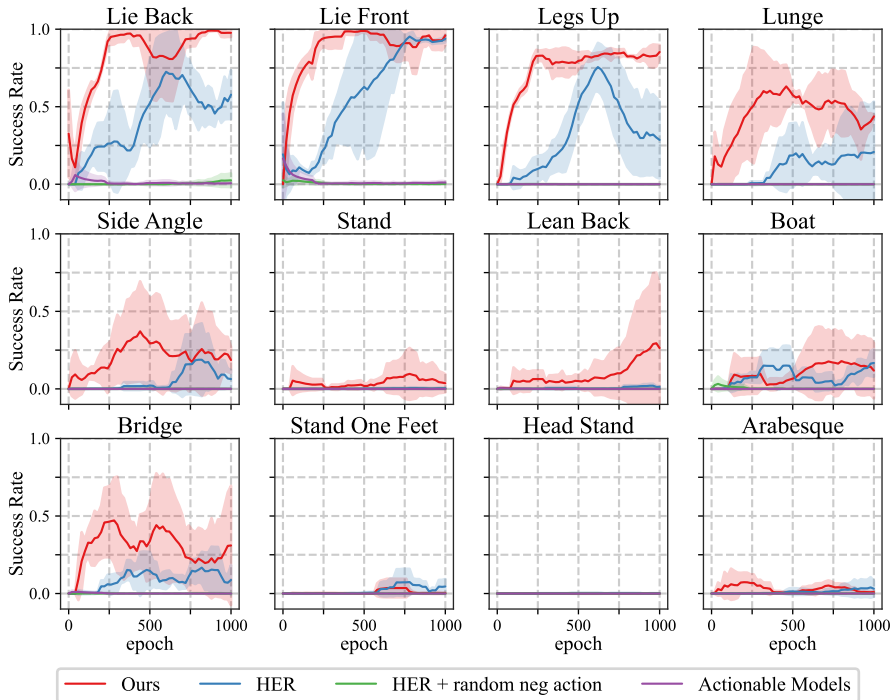 Lie Back Lie Front Legs Up Lunge
Success Rate
1.0
0.5
0.0
Side Angle Stand Lean Back Boat
Success Rate
1.0
0.5
0.0
Bridge Stand One Feet Head Stand Arabesque
Success Rate
1.0
0.5
0.0
0 500 1000 0 500 1000 0 500 1000 0 500 1000
epoch epoch epoch epoch
Ours HER HER + random neg action Actionable Models